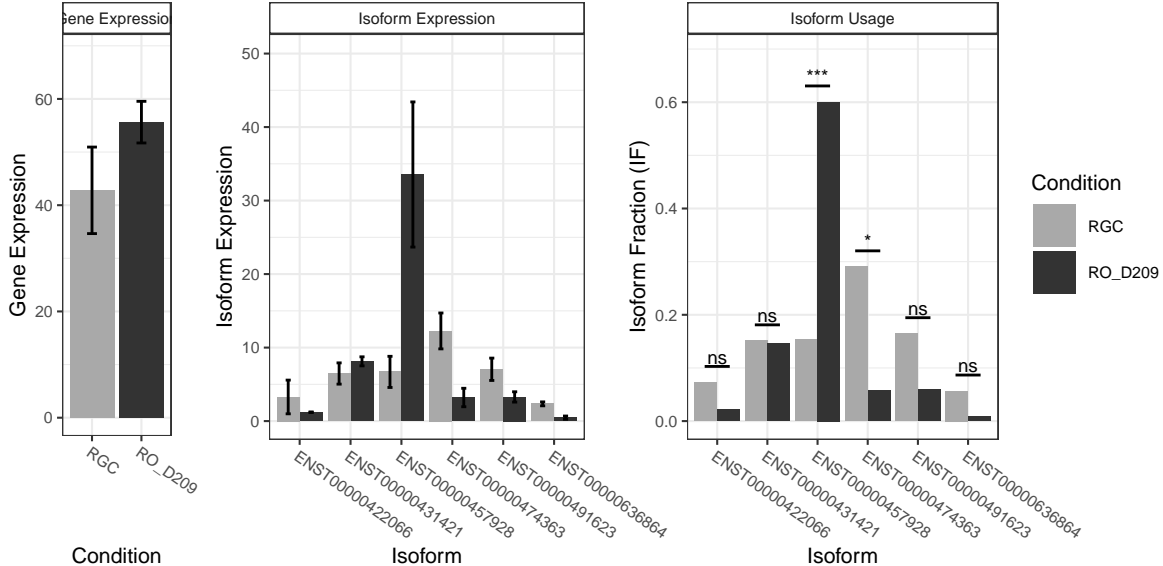 Gene Expression
Isoform Expression
Isoform Usage
Gene Expression
60
40
20
0
RGC
RO_D209
Condition
Isoform Expression
50
40
30
20
10
0
ENST00000422066
ENST00000431421
ENST00000457928
ENST00000474363
ENST00000491623
ENST00000636864
Isoform
Isoform Fraction (IF)
0.6
0.4
0.2
0.0
ns
ns
***
*
ns
ns
ENST00000422066
ENST00000431421
ENST00000457928
ENST00000474363
ENST00000491623
ENST00000636864
Isoform
Condition
RGC
RO_D209